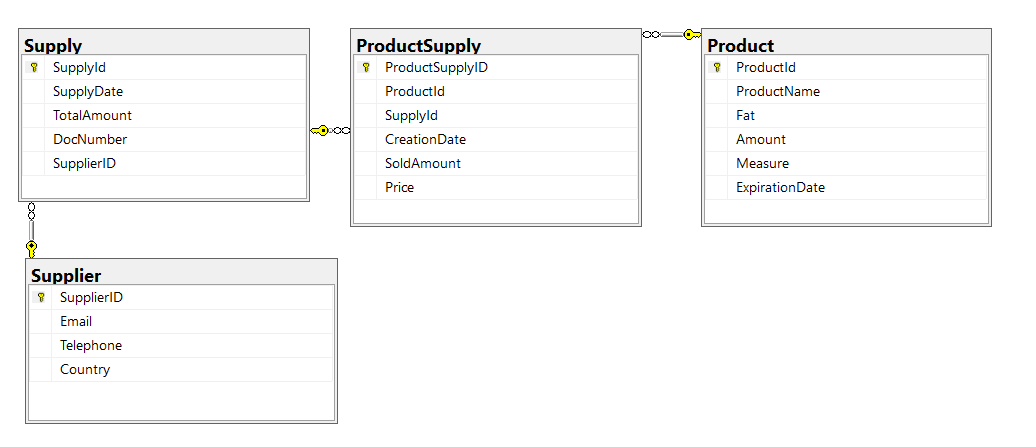 Supply
SupplyId
SupplyDate
TotalAmount
DocNumber
SupplierID
ProductSupply
ProductSupplyID
ProductId
SupplyId
CreationDate
SoldAmount
Price
Product
ProductId
ProductName
Fat
Amount
Measure
ExpirationDate
Supplier
SupplierID
Email
Telephone
Country